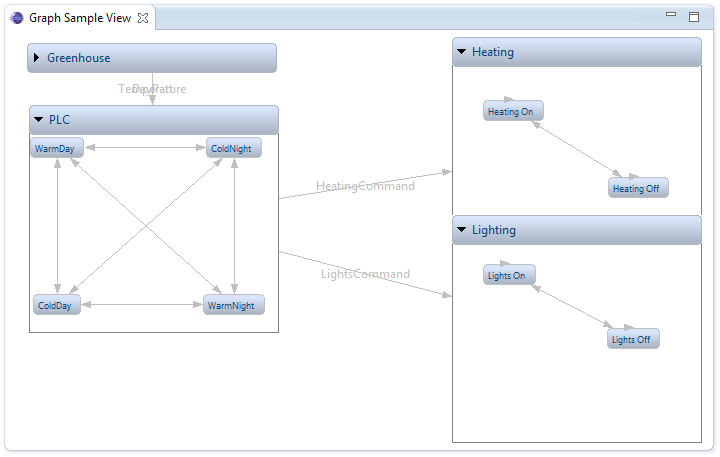 Graph Sample View
Greenhouse
PLC
WarmDay
ColdNight
ColdDay
WarmNight
HeatingCommand
LightsCommand
Heating
Heating On
Heating Off
Lighting
Lights On
Lights Off